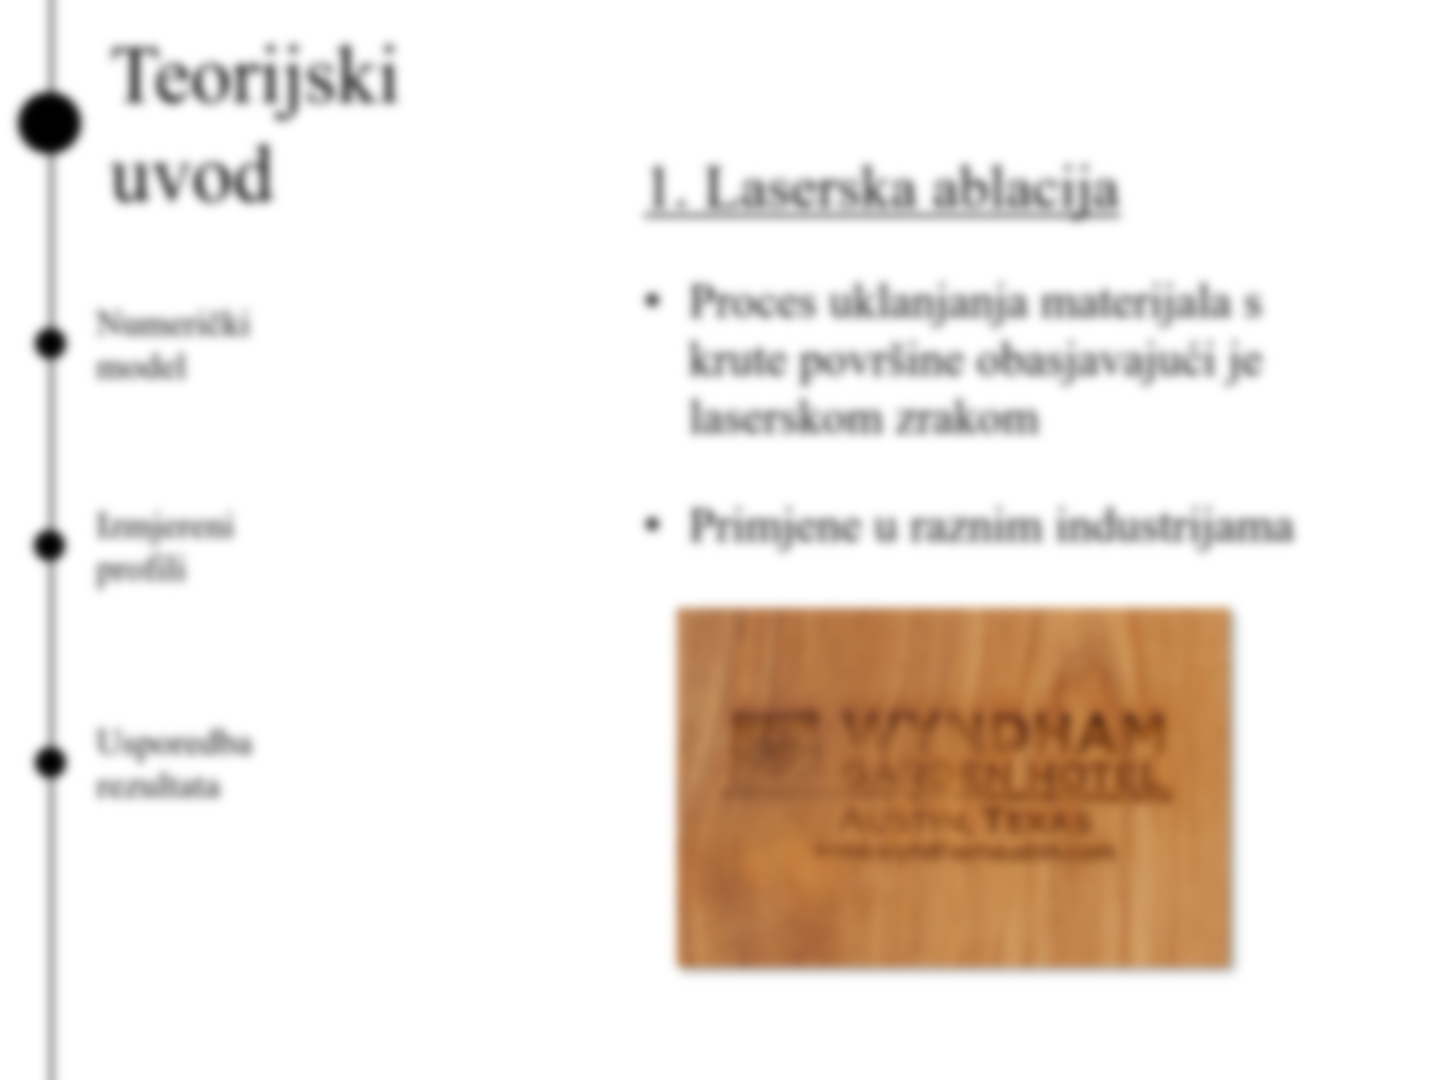 Teorijski
uvod
Numerički
model
Izmjereni
profili
Usporedba
rezultata
1. Laserska ablacija
• Proces uklanjanja materijala s
krute površine obasjavajući je
laserskom zrakom
• Primjene u raznim industrijama
WYNDHAM
GARDEN HOTEL
AUSTIN, TEXAS